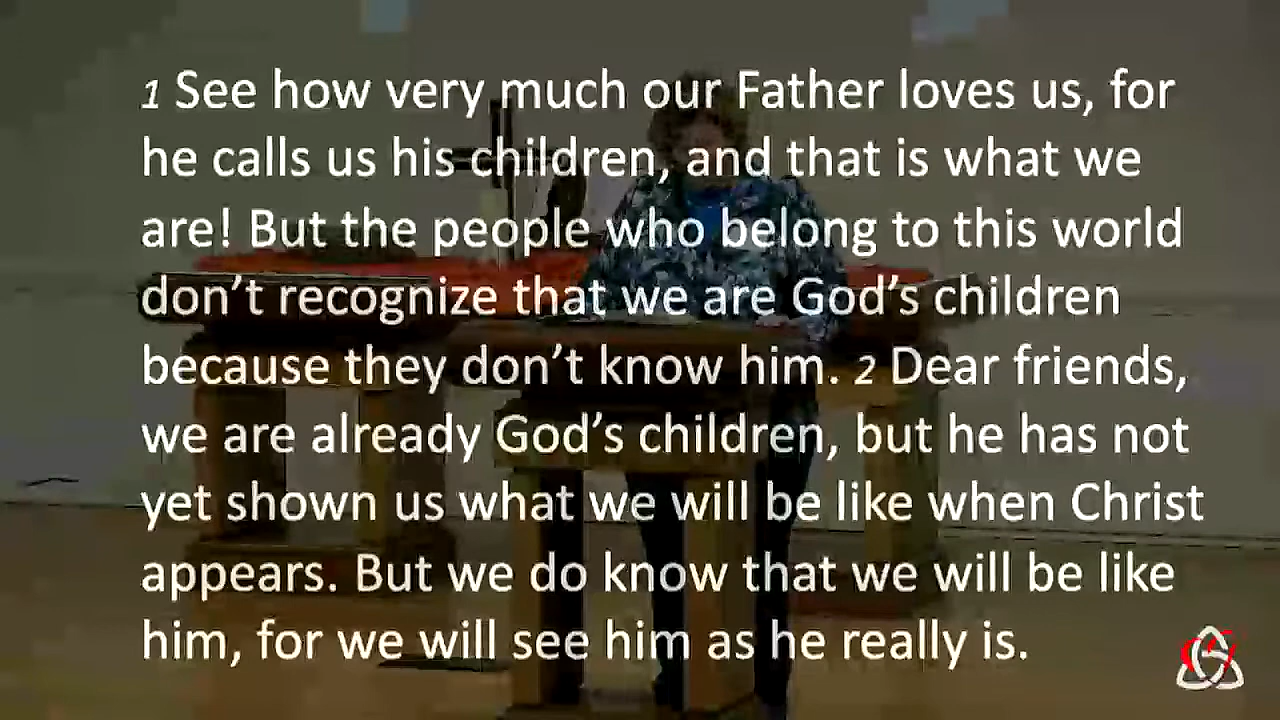 1 See how very much our Father loves us, for
he calls us his children, and that is what we
are! But the people who belong to this world
don’t recognize that we are God’s children
because they don’t know him. 2 Dear friends,
we are already God’s children, but he has not
yet shown us what we will be like when Christ
appears. But we do know that we will be like
him, for we will see him as he really is.